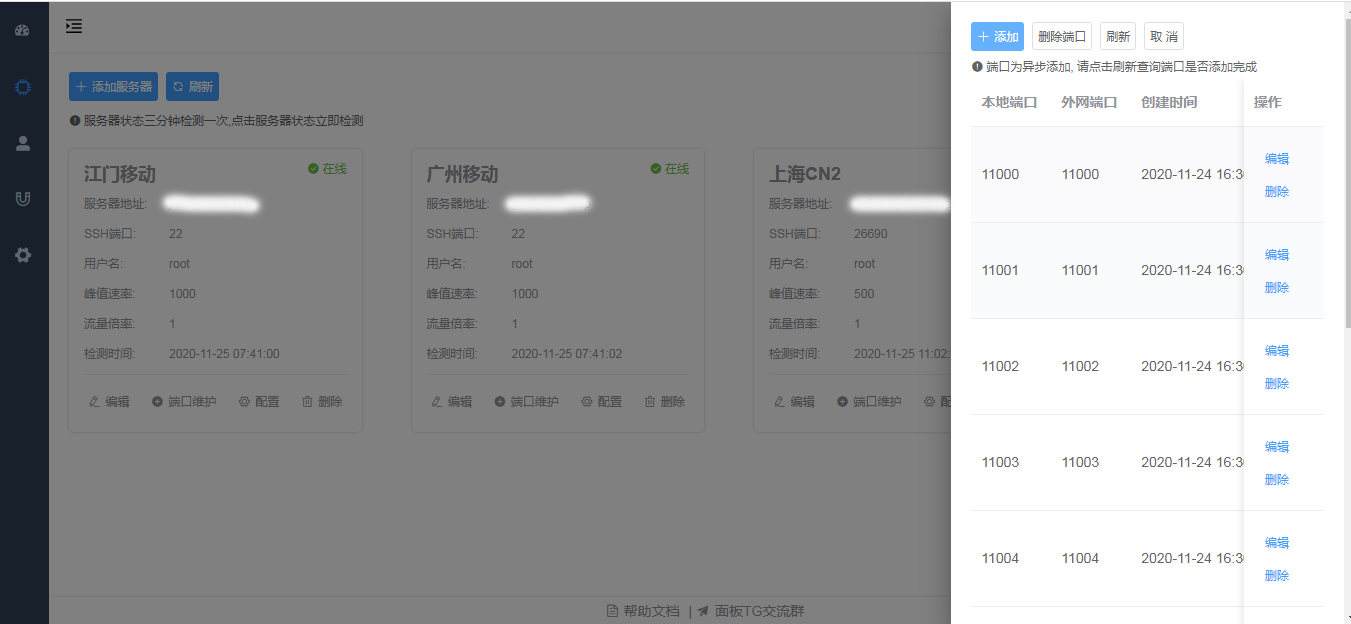 添加服务器 刷新
服务器状态三分钟检测一次,点击服务器状态立即检测
江门移动 在线
服务器地址:
SSH端口: 22
用户名: root
峰值速率: 1000
流量倍率: 1
检测时间: 2020-11-25 07:41:00
编辑 端口维护 配置 删除
广州移动 在线
服务器地址:
SSH端口: 22
用户名: root
峰值速率: 1000
流量倍率: 1
检测时间: 2020-11-25 07:41:02
编辑 端口维护 配置 删除
上海CN2
服务器地址:
SSH端口: 26690
用户名: root
峰值速率: 500
流量倍率: 1
检测时间: 2020-11-25 11:02:
编辑 端口维护 配
帮助文档 | 面板TG交流群
添加 删除端口 刷新 取消
端口为异步添加, 请点击刷新查询端口是否添加完成
本地端口 外网端口 创建时间 操作
11000 11000 2020-11-24 16:3 编辑
删除
11001 11001 2020-11-24 16:3 编辑
删除
11002 11002 2020-11-24 16:3 编辑
删除
11003 11003 2020-11-24 16:3 编辑
删除
11004 11004 2020-11-24 16:3 编辑
删除